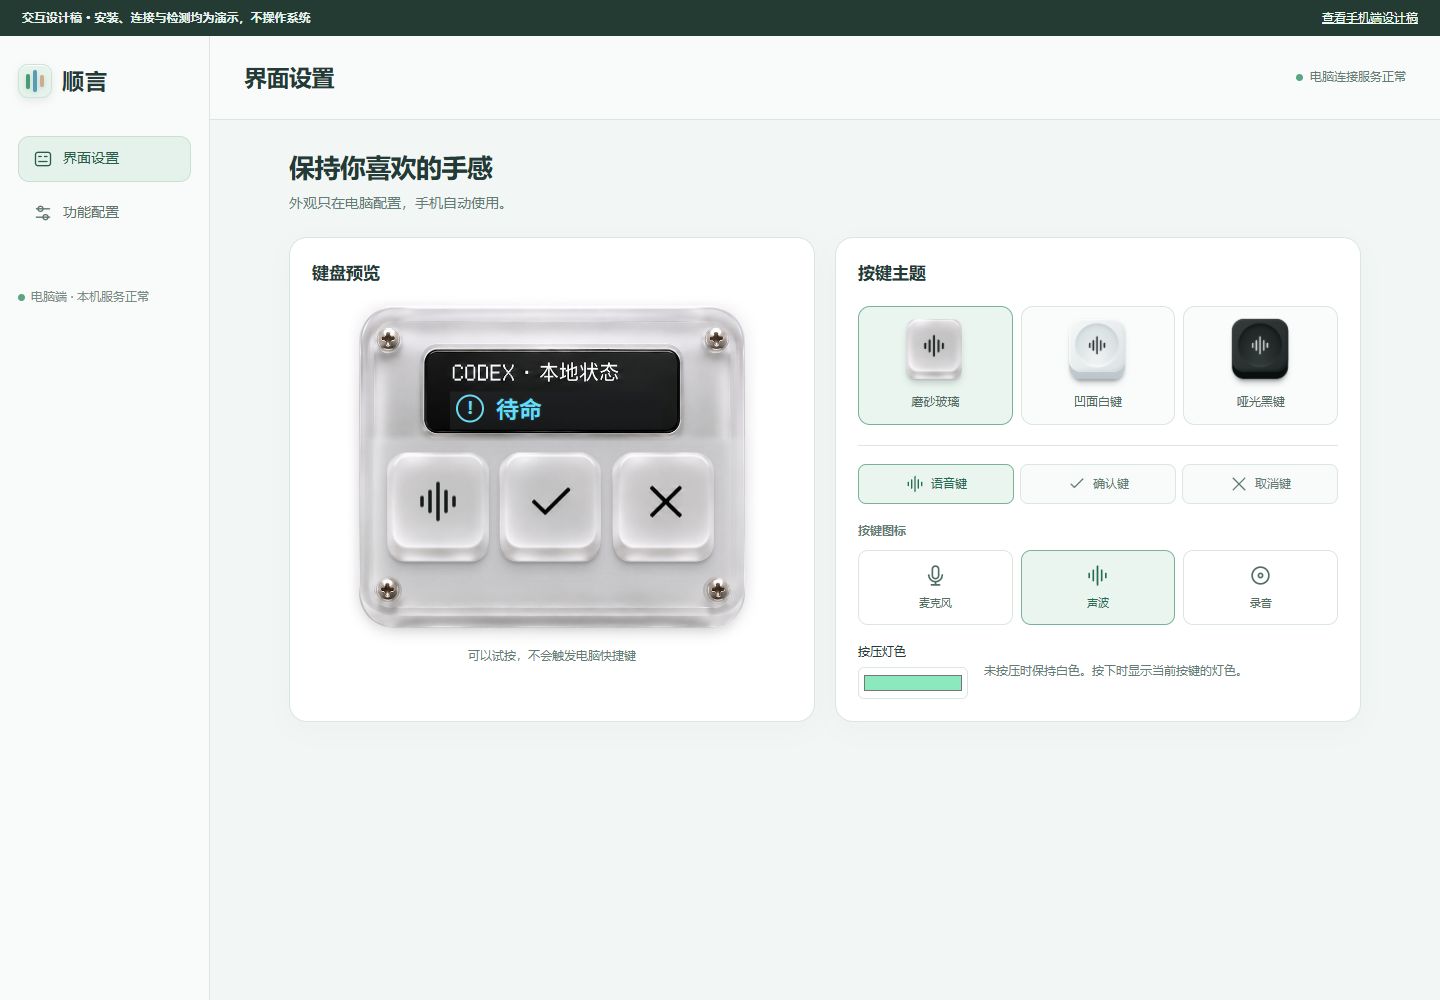 交互设计稿・安装、连接与检测均为演示，不操作系统
查看手机端设计稿
顺言
界面设置
功能配置
电脑端 · 本机服务正常
界面设置
电脑连接服务正常
保持你喜欢的手感
外观只在电脑配置，手机自动使用。
键盘预览
CODEX · 本地状态
! 待命
可以试按，不会触发电脑快捷键
按键主题
磨砂玻璃
凹面白键
哑光黑键
语音键
确认键
取消键
按键图标
麦克风
声波
录音
按压灯色
未按压时保持白色。按下时显示当前按键的灯色。